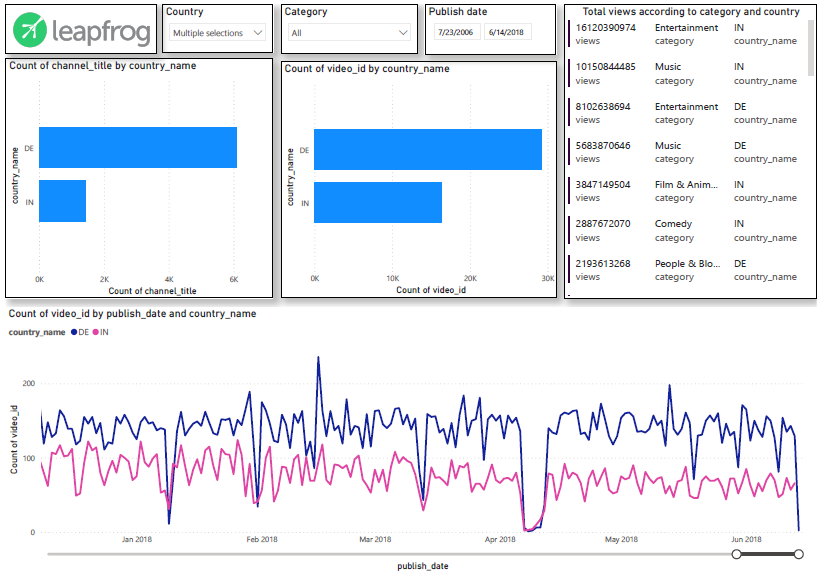 leapfrog
Country
Multiple selections
Category
All
Publish date
7/23/2006 6/14/2018
Total views according to category and country
16120390974 Entertainment IN
views category country_name
10150844485 Music IN
views category country_name
8102638694 Entertainment DE
views category country_name
5683870646 Music DE
views category country_name
3847149504 Film & Anim... IN
views category country_name
2887672070 Comedy IN
views category country_name
2193613268 People & Blo... DE
views category country_name
Count of channel_title by country_name
country_name
DE
IN
0K 2K 4K 6K
Count of channel_title
Count of video_id by country_name
country_name
DE
IN
0K 10K 20K 30K
Count of video_id
Count of video_id by publish_date and country_name
country_name DE IN
Count of video_id
200
100
0
Jan 2018 Feb 2018 Mar 2018 Apr 2018 May 2018 Jun 2018
publish_date